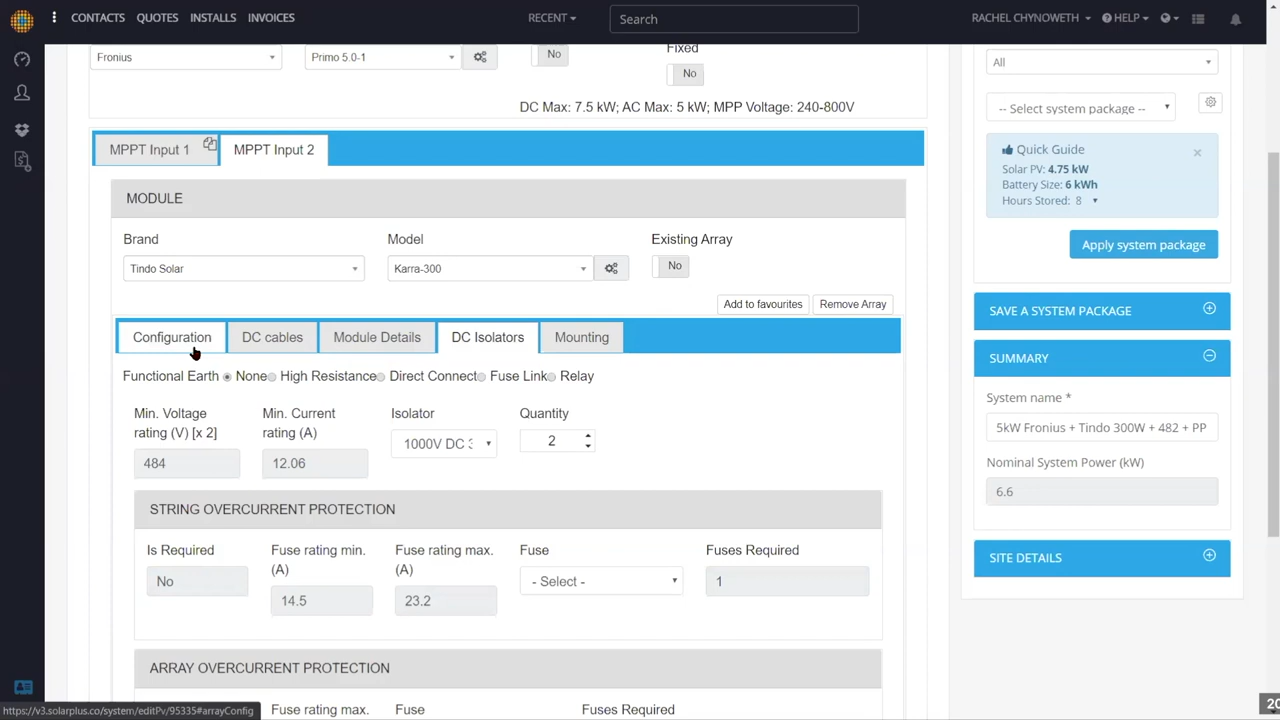 CONTACTS QUOTES INSTALLS INVOICES RECENT Search RACHEL CHYNOWETH HELP
Fronius Primo 5.0-1 No Fixed
No
DC Max: 7.5 kW; AC Max: 5 kW; MPP Voltage: 240-800V
MPPT Input 1 MPPT Input 2
MODULE
Brand Model Existing Array
Tindo Solar Karra-300 No
Add to favourites Remove Array
Configuration DC cables Module Details DC Isolators Mounting
Functional Earth None High Resistance Direct Connect Fuse Link Relay
Min. Voltage rating (V) [x 2] Min. Current rating (A) Isolator Quantity
484 12.06 1000V DC 2
STRING OVERCURRENT PROTECTION
Is Required Fuse rating min. (A) Fuse rating max. (A) Fuse Fuses Required
No 14.5 23.2 - Select - 1
ARRAY OVERCURRENT PROTECTION
Fuse rating max. Fuse Fuses Required
All
-- Select system package --
Quick Guide
Solar PV: 4.75 kW
Battery Size: 6 kWh
Hours Stored: 8
Apply system package
SAVE A SYSTEM PACKAGE
SUMMARY
System name *
5kW Fronius + Tindo 300W + 482 + PP
Nominal System Power (kW)
6.6
SITE DETAILS
https://v3.solarplus.co/system/editPv/95335#arrayConfig
20